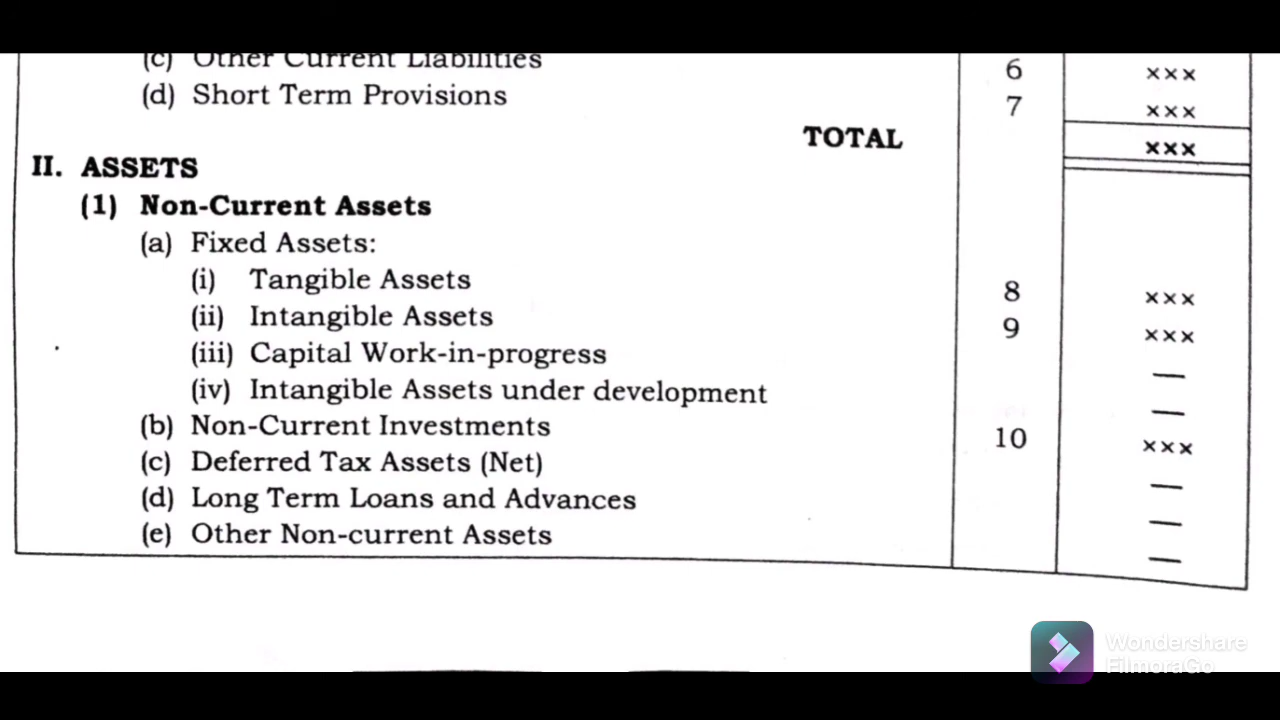 (c) Other Current Liabilities 6 ×××
(d) Short Term Provisions 7 ×××
TOTAL ×××
II. ASSETS
(1) Non-Current Assets
(a) Fixed Assets:
(i) Tangible Assets 8 ×××
(ii) Intangible Assets 9 ×××
(iii) Capital Work-in-progress —
(iv) Intangible Assets under development —
(b) Non-Current Investments 10 ×××
(c) Deferred Tax Assets (Net) —
(d) Long Term Loans and Advances —
(e) Other Non-current Assets —
Wondershare
FilmoraGo